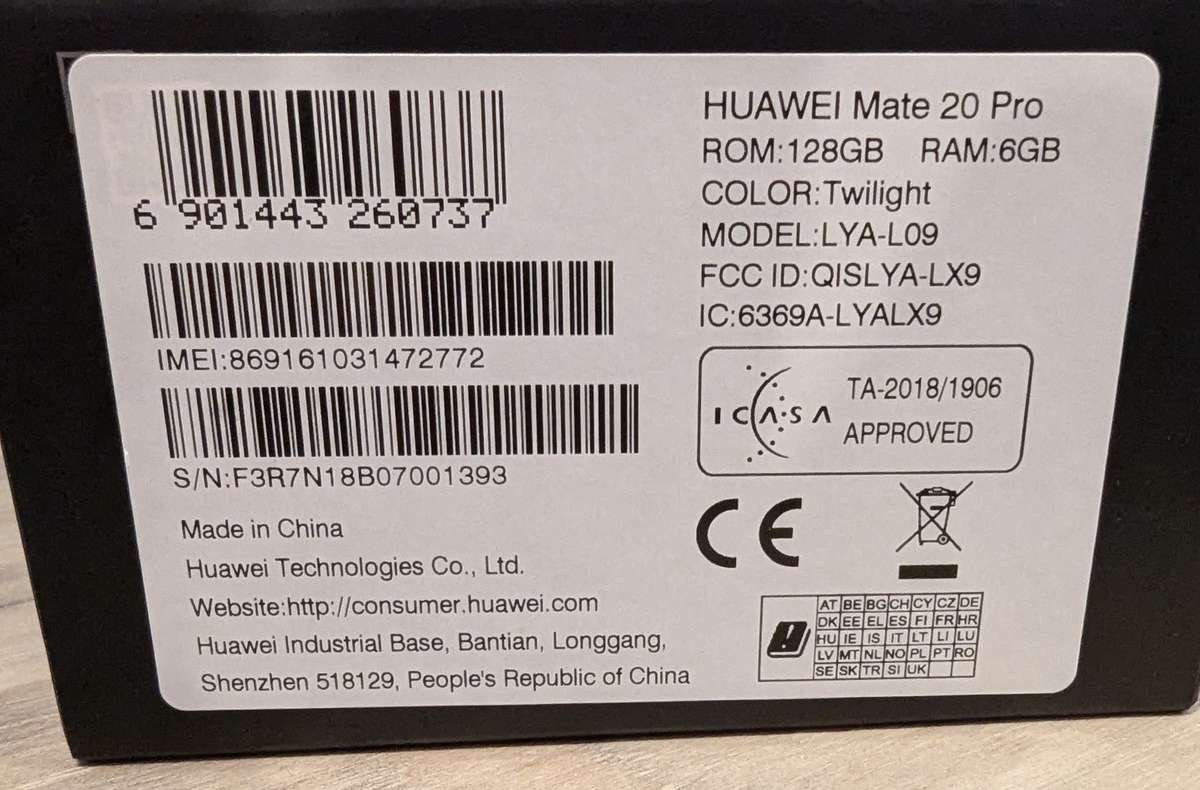 6 901443 260737
IMEI:869161031472772
S/N:F3R7N18B07001393
Made in China
Huawei Technologies Co., Ltd.
Website:http://consumer.huawei.com
Huawei Industrial Base, Bantian, Longgang,
Shenzhen 518129, People's Republic of China
HUAWEI Mate 20 Pro
ROM:128GB RAM:6GB
COLOR:Twilight
MODEL:LYA-L09
FCC ID:QISLYA-LX9
IC:6369A-LYALX9
ICASA
TA-2018/1906
APPROVED
CE
AT BE BG CH CY CZ DE
DK EE EL ES FI FR HR
HU IE IS IT LT LI LU
LV MT NL NO PL PT RO
SE SK TR SI UK